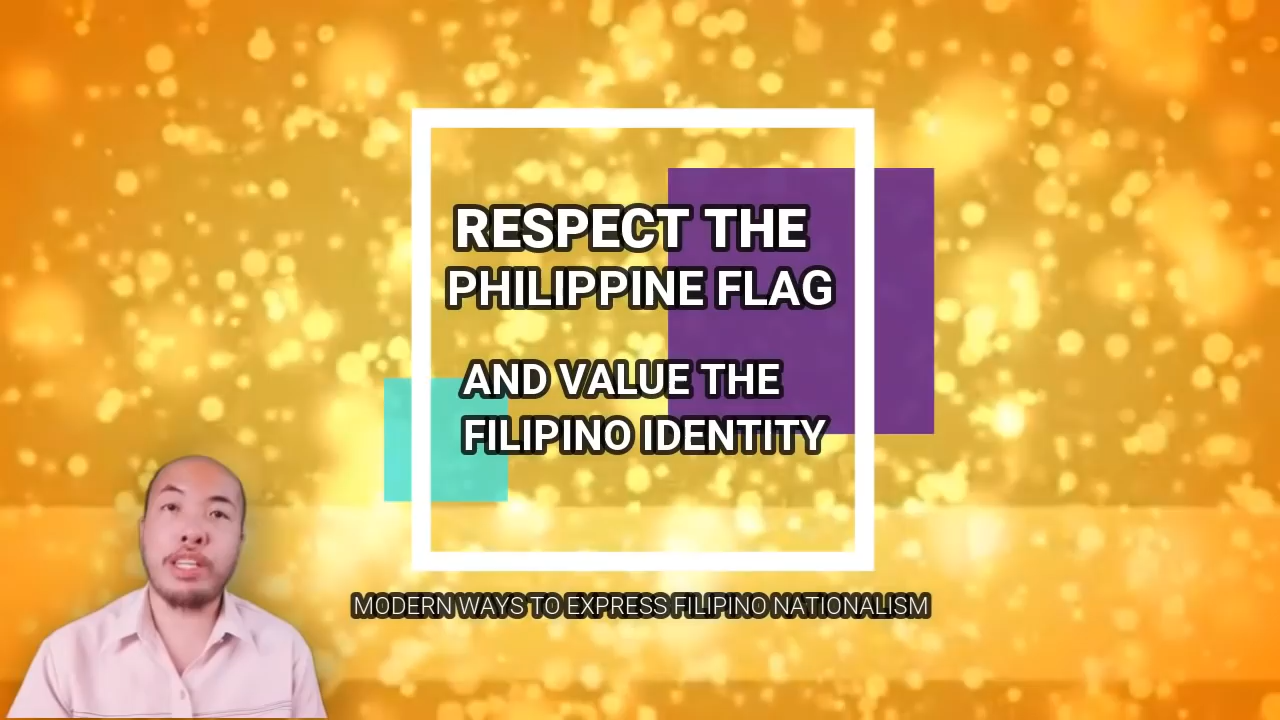 RESPECT THE
PHILIPPINE FLAG
AND VALUE THE
FILIPINO IDENTITY
MODERN WAYS TO EXPRESS FILIPINO NATIONALISM